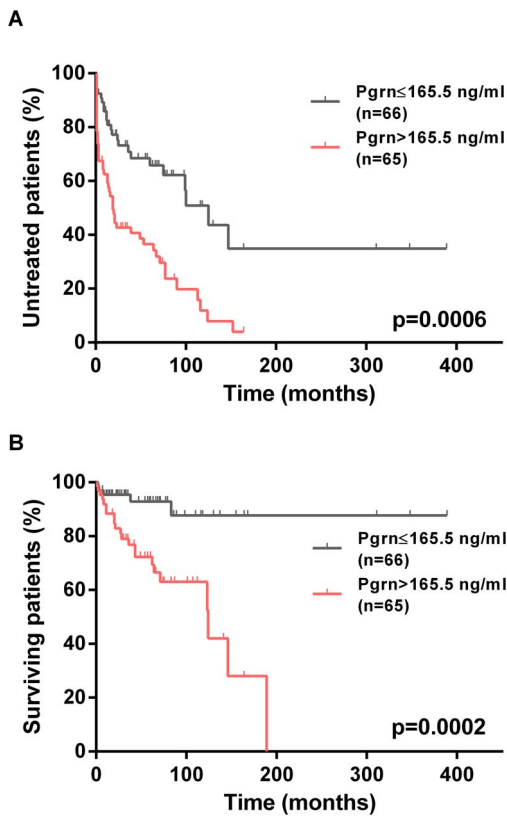 A
Untreated patients (%)
100
80
60
40
20
0
Pgrn≤165.5 ng/ml
(n=66)
Pgrn>165.5 ng/ml
(n=65)
p=0.0006
0 100 200 300 400
Time (months)
B
Surviving patients (%)
100
80
60
40
20
0
Pgrn≤165.5 ng/ml
(n=66)
Pgrn>165.5 ng/ml
(n=65)
p=0.0002
0 100 200 300 400
Time (months)